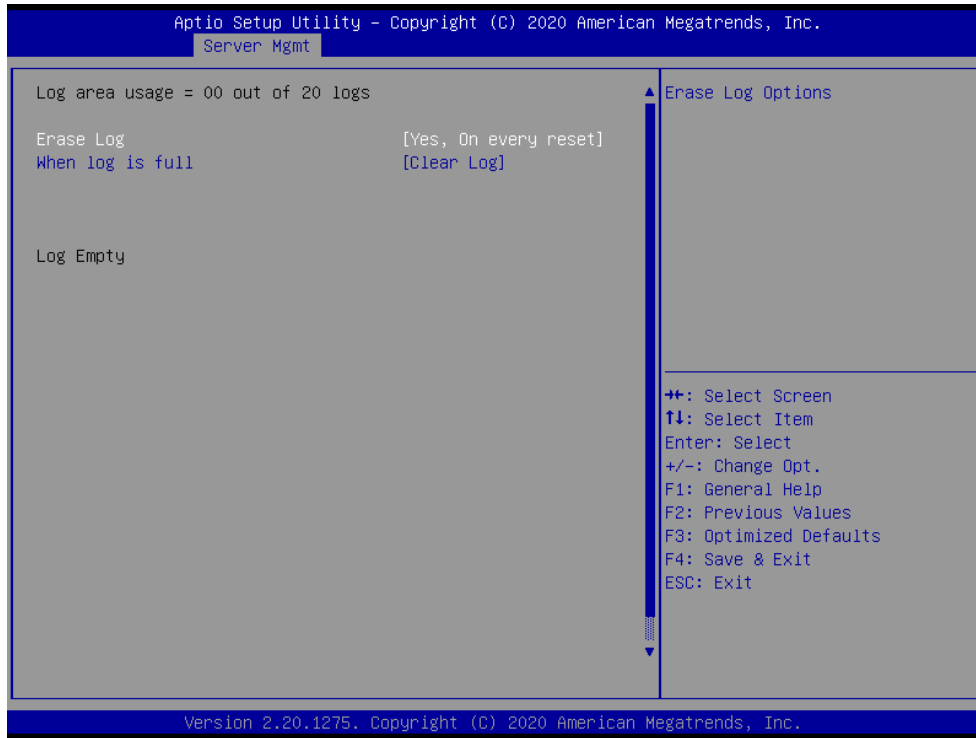 Aptio Setup Utility – Copyright (C) 2020 American Megatrends, Inc.
Server Mgmt
Log area usage = 00 out of 20 logs
Erase Log [Yes, On every reset]
When log is full [Clear Log]
Log Empty
Erase Log Options
→←: Select Screen
↑↓: Select Item
Enter: Select
+/-: Change Opt.
F1: General Help
F2: Previous Values
F3: Optimized Defaults
F4: Save & Exit
ESC: Exit
Version 2.20.1275. Copyright (C) 2020 American Megatrends, Inc.